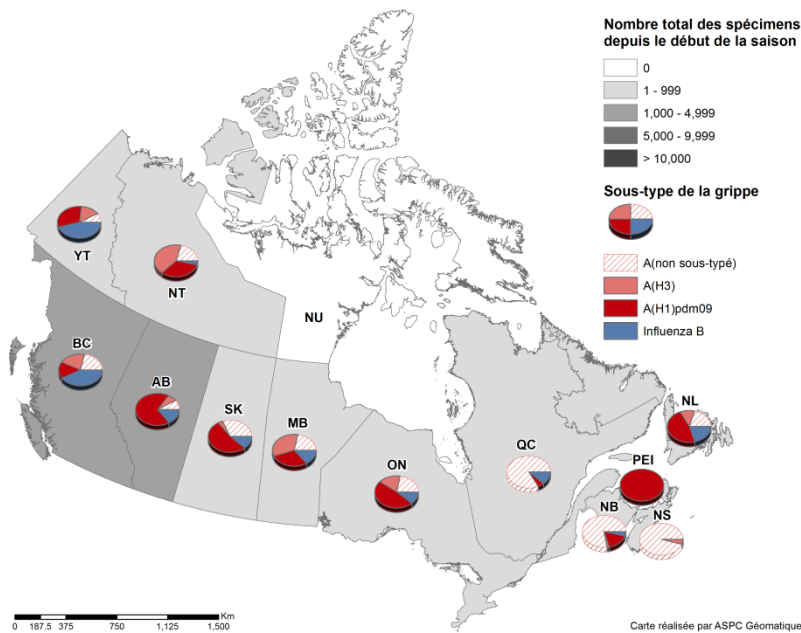 Nombre total des spécimens
depuis le début de la saison
0
1 - 999
1,000 - 4,999
5,000 - 9,999
> 10,000
Sous-type de la grippe
A(non sous-typé)
A(H3)
A(H1)pdm09
Influenza B
YT
NT
NU
BC
AB
SK
MB
ON
QC
NL
PEI
NB
NS
Km
0 187.5 375 750 1,125 1,500
Carte réalisée par ASPC Géomatique